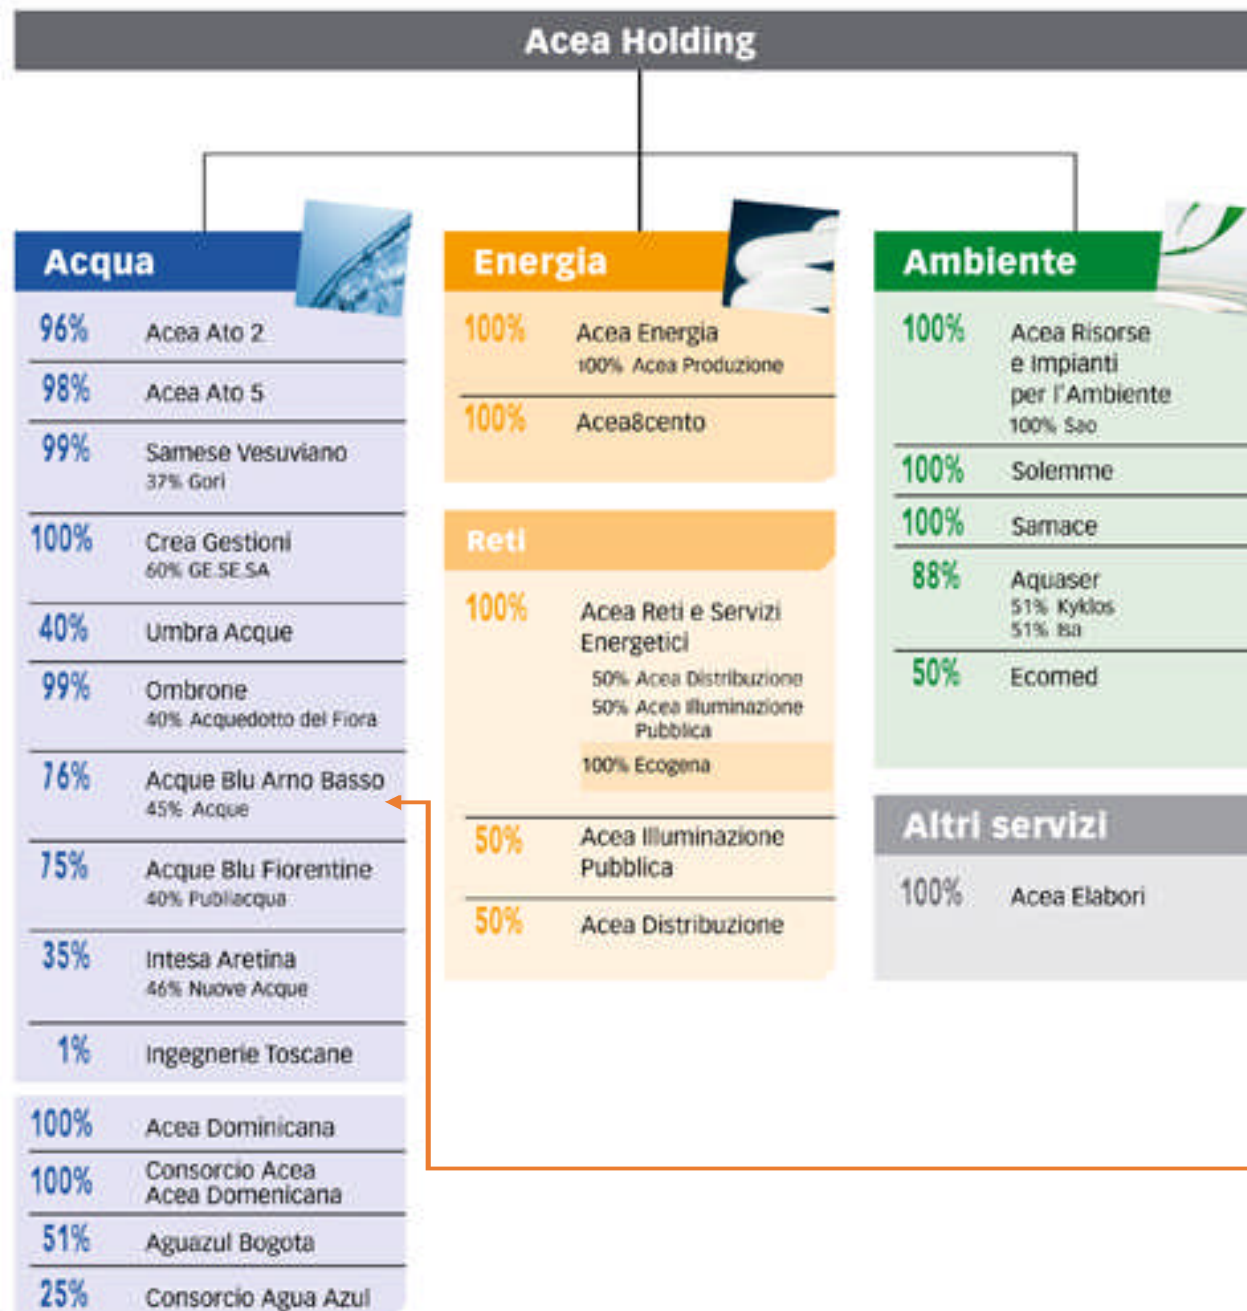 Acea Holding
Acqua
96% Acea Ato 2
98% Acea Ato 5
99% Sarnese Vesuviano
37% Gori
100% Crea Gestioni
60% GE.SE.SA
40% Umbra Acque
99% Ombrone
40% Acquedotto del Fiora
76% Acque Blu Arno Basso
45% Acque
75% Acque Blu Fiorentine
40% Publiacqua
35% Intesa Aretina
46% Nuove Acque
1% Ingegnerie Toscane
100% Acea Dominicana
100% Consorcio Acea
Acea Domenicana
51% Aguazul Bogota
25% Consorcio Agua Azul
Energia
100% Acea Energia
100% Acea Produzione
100% Acea8cento
Reti
100% Acea Reti e Servizi
Energetici
50% Acea Distribuzione
50% Acea Illuminazione
Pubblica
100% Ecogena
50% Acea Illuminazione
Pubblica
50% Acea Distribuzione
Ambiente
100% Acea Risorse
e Impianti
per l'Ambiente
100% Sao
100% Solemme
100% Samace
88% Aquaser
51% Kyklos
51% Isa
50% Ecomed
Altri servizi
100% Acea Elabori